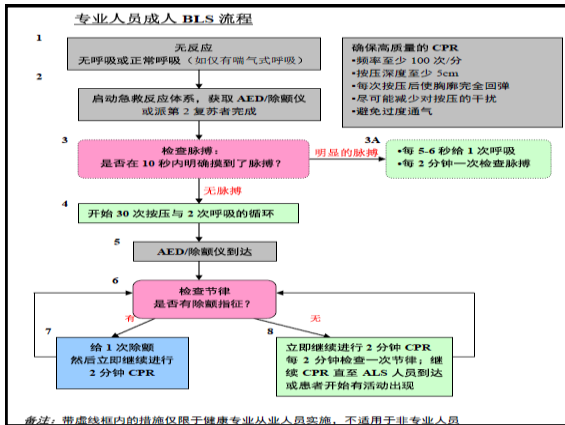 专业人员成人 BLS 流程
1
无反应
无呼吸或正常呼吸（如仅有喘气式呼吸）
确保高质量的 CPR
•频率至少 100 次/分
•按压深度至少 5cm
•每次按压后使胸廓完全回弹
•尽可能减少对按压的干扰
•避免过度通气
2
启动急救反应体系，获取 AED/除颤仪
或派第 2 复苏者完成
3
检查脉搏：
是否在 10 秒内明确摸到了脉搏？
明显的脉搏
3A
•每 5-6 秒给 1 次呼吸
•每 2 分钟一次检查脉搏
无脉搏
4
开始 30 次按压与 2 次呼吸的循环
5
AED/除颤仪到达
6
检查节律
是否有除颤指征？
有
无
7
给 1 次除颤
然后立即继续进行
2 分钟 CPR
8
立即继续进行 2 分钟 CPR
每 2 分钟检查一次节律；继
续 CPR 直至 ALS 人员到达
或患者开始有活动出现
备注：带虚线框内的措施仅限于健康专业从业人员实施，不适用于非专业人员